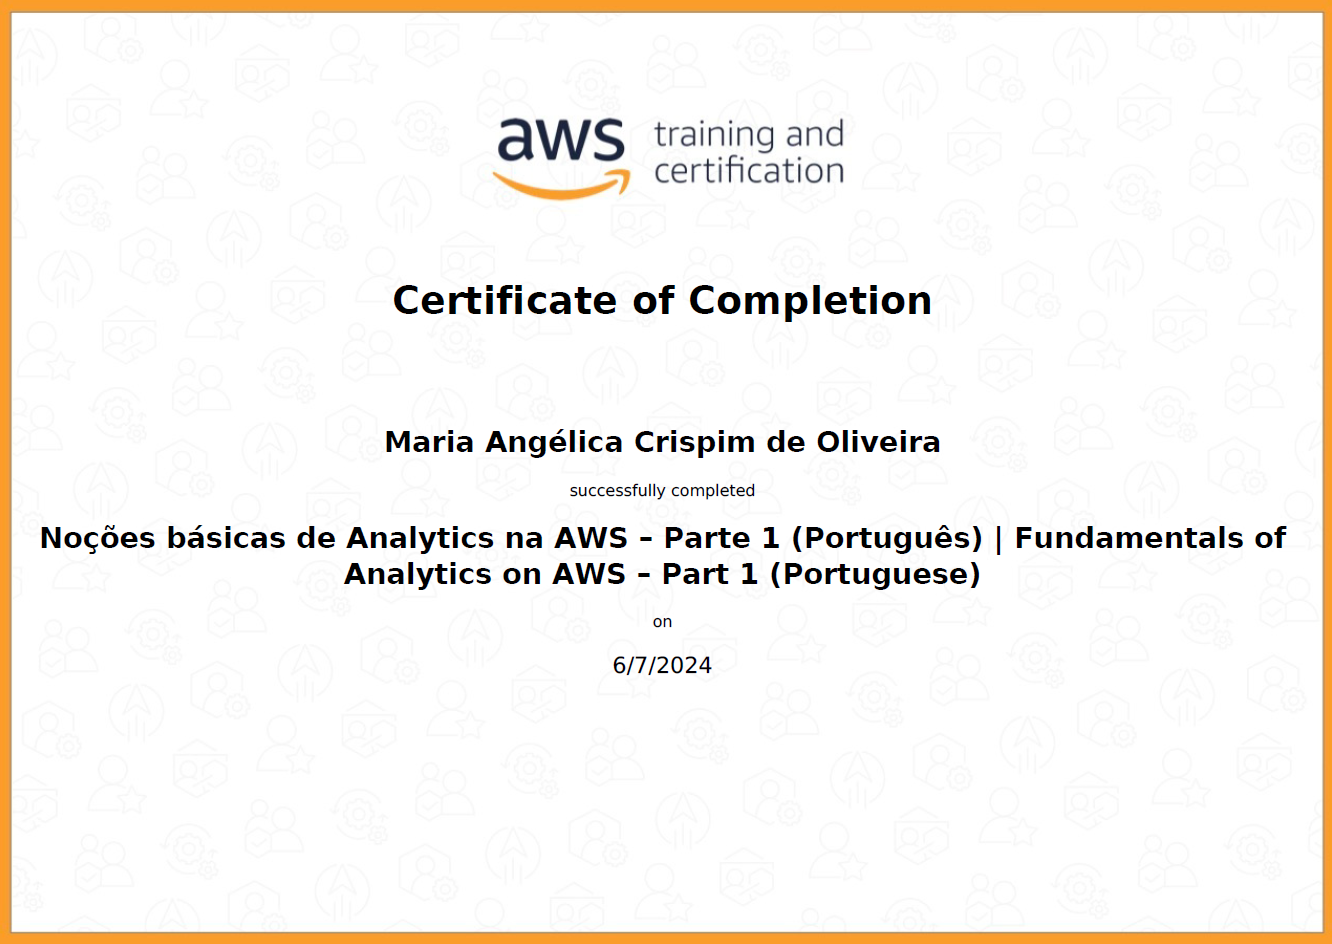 aws training and
certification
Certificate of Completion
Maria Angélica Crispim de Oliveira
successfully completed
Noções básicas de Analytics na AWS – Parte 1 (Português) | Fundamentals of
Analytics on AWS – Part 1 (Portuguese)
on
6/7/2024